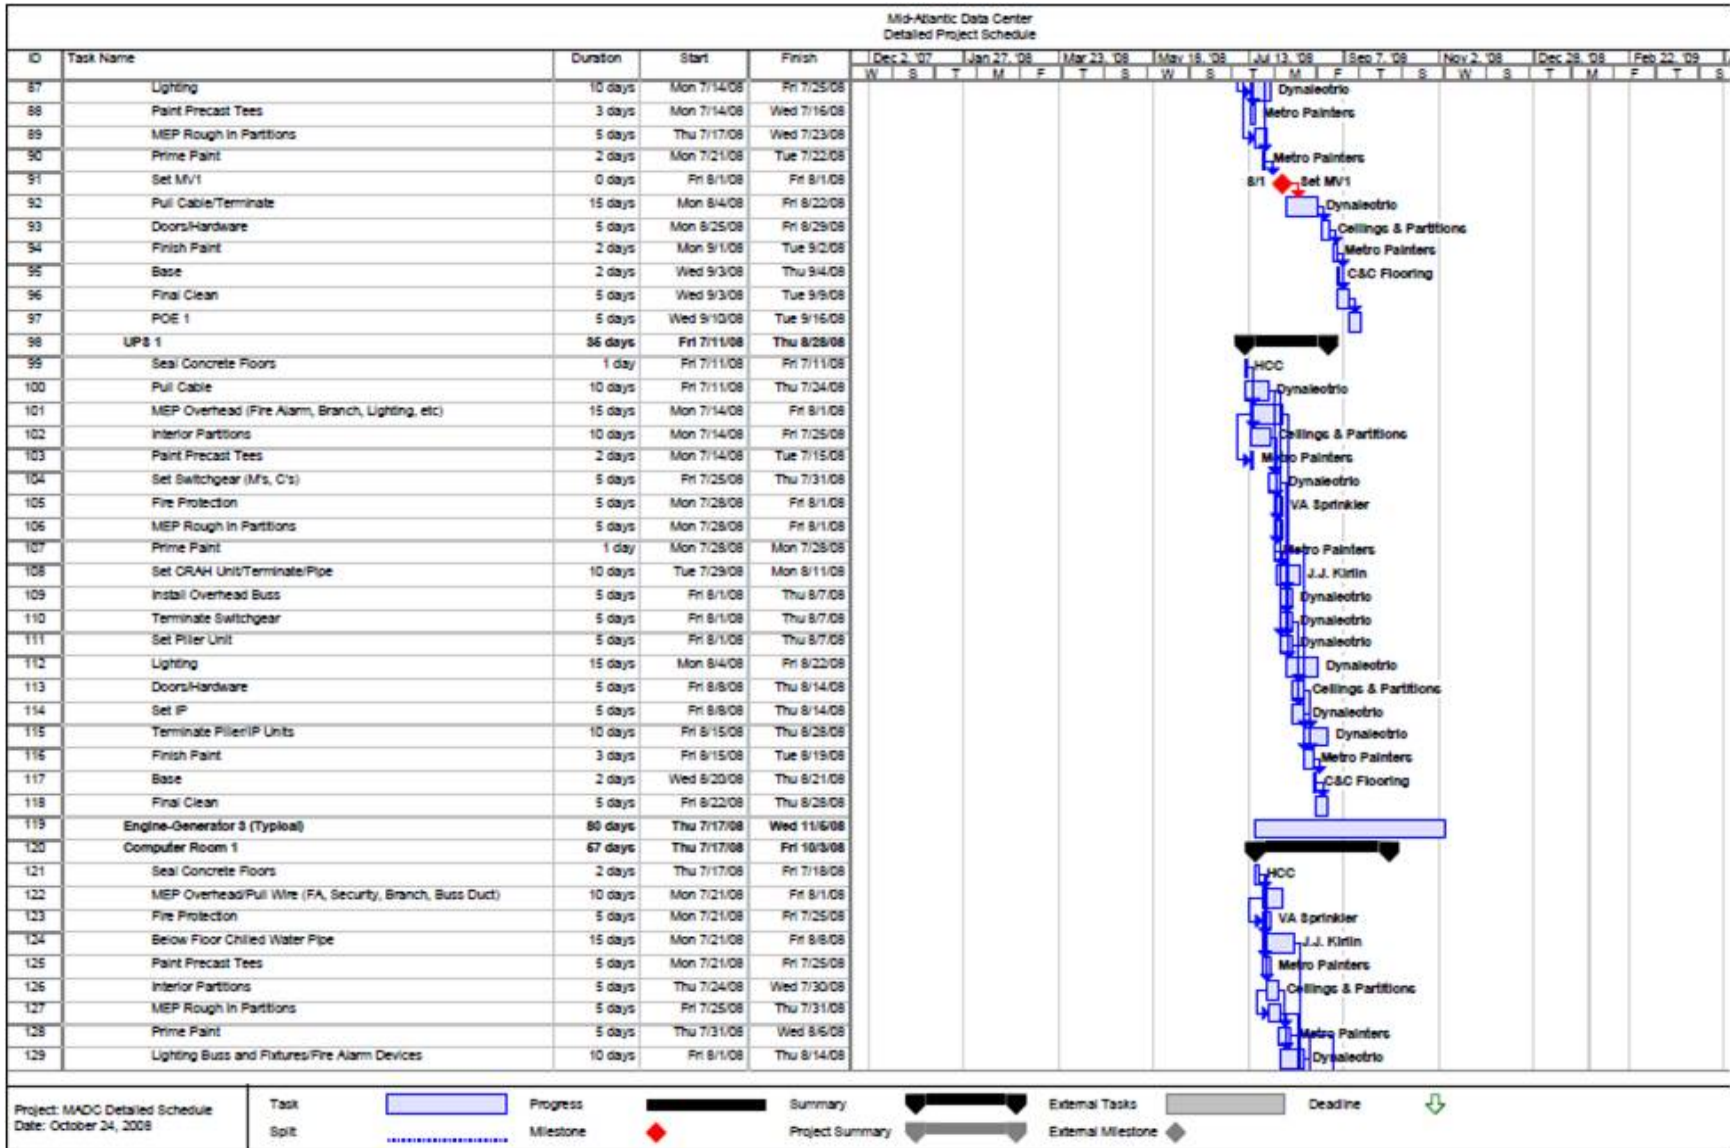 Mid-Atlantic Data Center
Detailed Project Schedule
ID Task Name Duration Start Finish Dec 2, '07 Jan 27, '08 Mar 23, '08 May 18, '08 Jul 13, '08 Sep 7, '08 Nov 2, '08 Dec 28, '08 Feb 22, '09
W S T M F T S W S T M F T S W S T M F T S
87 Lighting 10 days Mon 7/14/08 Fri 7/25/08 Dynalectric
88 Paint Precast Tees 3 days Mon 7/14/08 Wed 7/16/08 Metro Painters
89 MEP Rough In Partitions 5 days Thu 7/17/08 Wed 7/23/08
90 Prime Paint 2 days Mon 7/21/08 Tue 7/22/08 Metro Painters
91 Set MV1 0 days Fri 8/1/08 Fri 8/1/08 8/1 Set MV1
92 Pull Cable/Terminate 15 days Mon 8/4/08 Fri 8/22/08 Dynalectric
93 Doors/Hardware 5 days Mon 8/25/08 Fri 8/29/08 Ceilings & Partitions
94 Finish Paint 2 days Mon 9/1/08 Tue 9/2/08 Metro Painters
95 Base 2 days Wed 9/3/08 Thu 9/4/08 C&C Flooring
96 Final Clean 5 days Wed 9/3/08 Tue 9/9/08
97 POE 1 5 days Wed 9/10/08 Tue 9/16/08
98 UPS 1 35 days Fri 7/11/08 Thu 8/28/08
99 Seal Concrete Floors 1 day Fri 7/11/08 Fri 7/11/08 HCC
100 Pull Cable 10 days Fri 7/11/08 Thu 7/24/08 Dynalectric
101 MEP Overhead (Fire Alarm, Branch, Lighting, etc) 15 days Mon 7/14/08 Fri 8/1/08
102 Interior Partitions 10 days Mon 7/14/08 Fri 7/25/08 Ceilings & Partitions
103 Paint Precast Tees 2 days Mon 7/14/08 Tue 7/15/08 Metro Painters
104 Set Switchgear (M's, C's) 5 days Fri 7/25/08 Thu 7/31/08 Dynalectric
105 Fire Protection 5 days Mon 7/28/08 Fri 8/1/08 VA Sprinkler
106 MEP Rough In Partitions 5 days Mon 7/28/08 Fri 8/1/08
107 Prime Paint 1 day Mon 7/28/08 Mon 7/28/08 Metro Painters
108 Set CRAH Unit/Terminate/Pipe 10 days Tue 7/29/08 Mon 8/11/08 J.J. Kirlin
109 Install Overhead Buss 5 days Fri 8/1/08 Thu 8/7/08 Dynalectric
110 Terminate Switchgear 5 days Fri 8/1/08 Thu 8/7/08 Dynalectric
111 Set Piller Unit 5 days Fri 8/1/08 Thu 8/7/08 Dynalectric
112 Lighting 15 days Mon 8/4/08 Fri 8/22/08 Dynalectric
113 Doors/Hardware 5 days Fri 8/8/08 Thu 8/14/08 Ceilings & Partitions
114 Set IP 5 days Fri 8/8/08 Thu 8/14/08 Dynalectric
115 Terminate Piller/IP Units 10 days Fri 8/15/08 Thu 8/28/08 Dynalectric
116 Finish Paint 3 days Fri 8/15/08 Tue 8/19/08 Metro Painters
117 Base 2 days Wed 8/20/08 Thu 8/21/08 C&C Flooring
118 Final Clean 5 days Fri 8/22/08 Thu 8/28/08
119 Engine-Generator 3 (Typical) 80 days Thu 7/17/08 Wed 11/5/08
120 Computer Room 1 57 days Thu 7/17/08 Fri 10/3/08
121 Seal Concrete Floors 2 days Thu 7/17/08 Fri 7/18/08 HCC
122 MEP Overhead/Pull Wire (FA, Security, Branch, Buss Duct) 10 days Mon 7/21/08 Fri 8/1/08
123 Fire Protection 5 days Mon 7/21/08 Fri 7/25/08 VA Sprinkler
124 Below Floor Chilled Water Pipe 15 days Mon 7/21/08 Fri 8/8/08 J.J. Kirlin
125 Paint Precast Tees 5 days Mon 7/21/08 Fri 7/25/08 Metro Painters
126 Interior Partitions 5 days Thu 7/24/08 Wed 7/30/08 Ceilings & Partitions
127 MEP Rough In Partitions 5 days Fri 7/25/08 Thu 7/31/08
128 Prime Paint 5 days Thu 7/31/08 Wed 8/6/08 Metro Painters
129 Lighting Buss and Fixtures/Fire Alarm Devices 10 days Fri 8/1/08 Thu 8/14/08 Dynalectric
Project: MADC Detailed Schedule
Date: October 24, 2008
Task Progress Summary External Tasks Deadline
Split Milestone Project Summary External Milestone